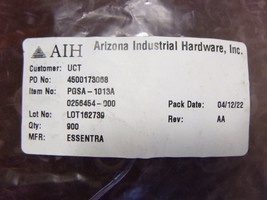 AIH Arizona Industrial Hardware, Inc.
Customer: UCT
PO No: 4500173068
Item No: PGSA-1013A
0256454-000 Pack Date: 04/12/22
Lot No: LOT162739 Rev: AA
Qty: 900
MFR: ESSENTRA